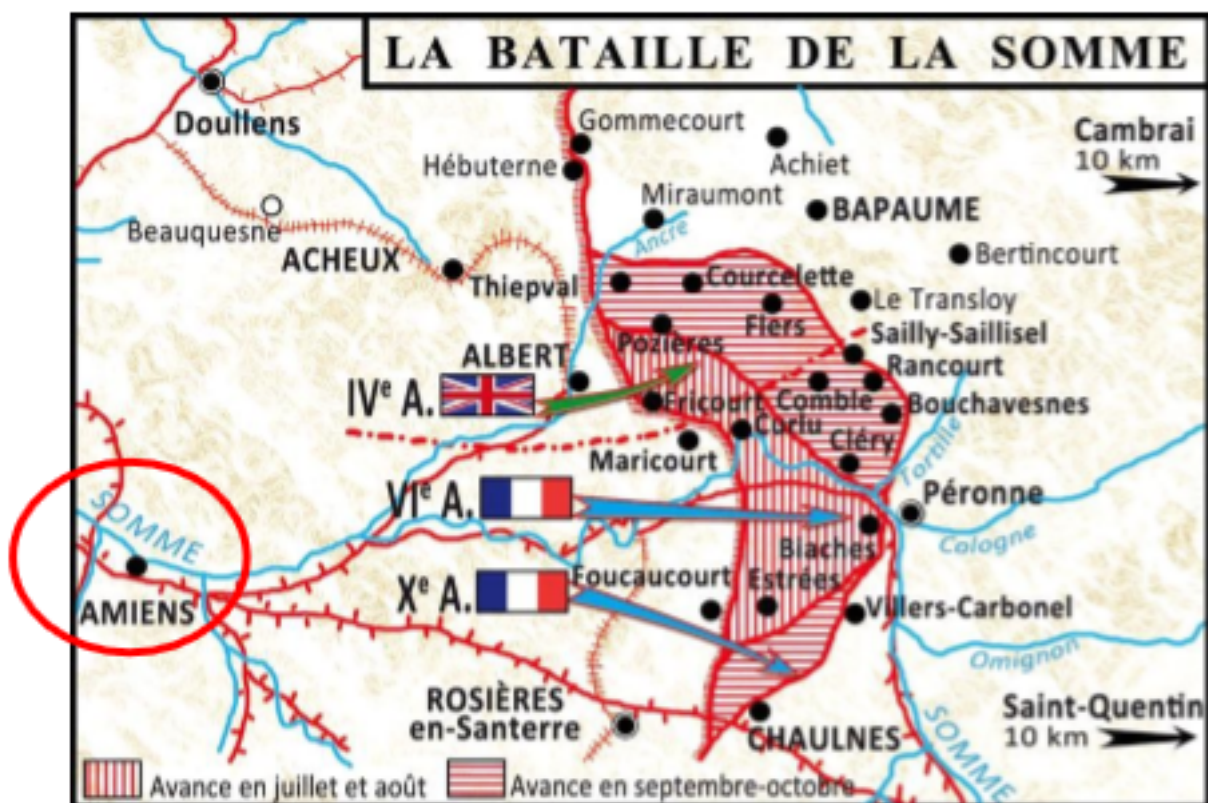 LA BATAILLE DE LA SOMME
Doullens
Gommecourt
Cambrai
10 km
Hébuterne
Achiet
Miraumont
BAPAUME
Beauquesne
Ancre
ACHEUX
Bertincourt
Thiepval
Courcelette
Le Transloy
Flers
Sailly-Saillisel
Pozières
ALBERT
Rancourt
IVe A.
Fricourt
Comble
Bouchavesnes
Curlu
Maricourt
Cléry
Tortille
VIe A.
Péronne
SOMME
Biaches
Cologne
Xe A.
Foucaucourt
Estrées
AMIENS
Villers-Carbonel
Omignon
ROSIÈRES
en-Santerre
Saint-Quentin
10 km
CHAULNES
SOMME
Avance en juillet et août
Avance en septembre-octobre